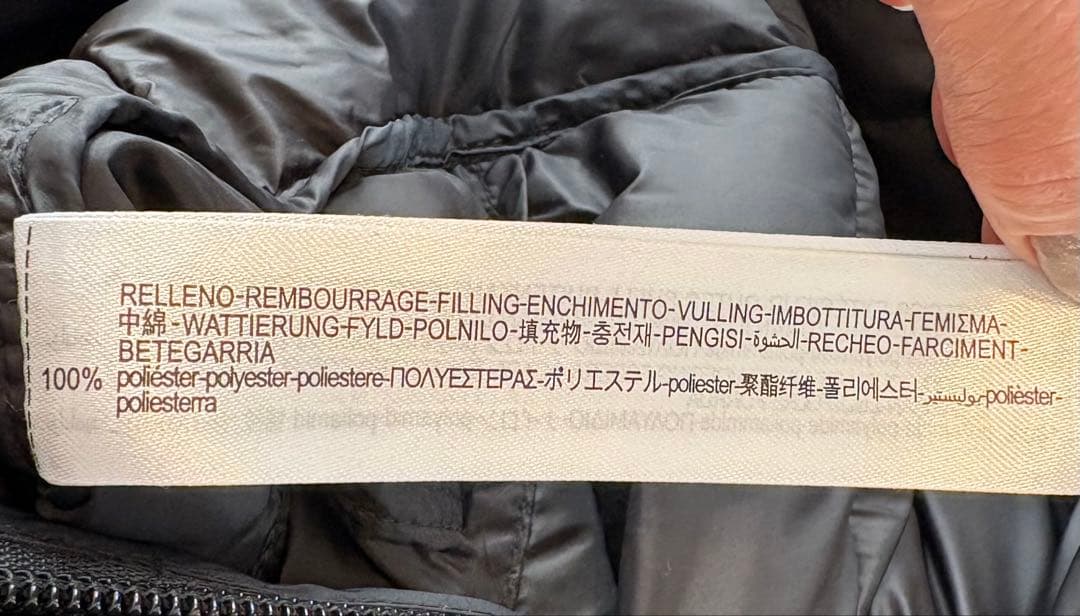 RELLENO-REMBOURRAGE-FILLING-ENCHIMENTO-VULLING-IMBOTTITURA-ΓΕΜΙΣΜΑ-
中綿-WATTIERUNG-FYLD-POLNILO-填充物-충전재-PENGISI-الحشوة-RECHEO-FARCIMENT-
BETEGARRIA
100% poliéster-polyester-poliestere-ΠΟΛΥΕΣΤΕΡΑΣ-ポリエステル-poliester-聚酯纤维-폴리에스터-بوليستير-polièster-
poliesterra